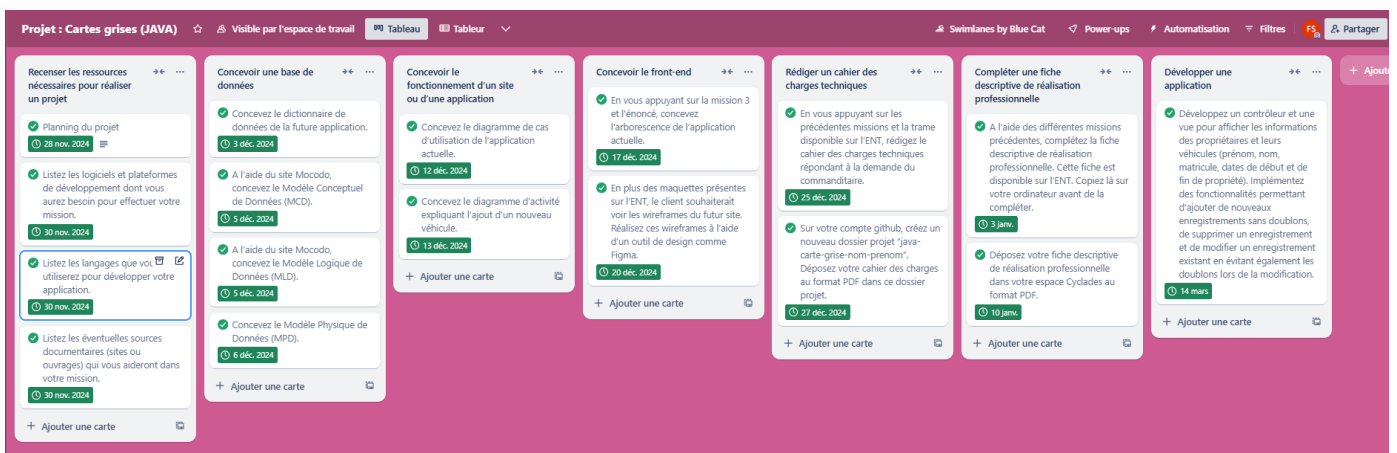 Projet : Cartes grises (JAVA)
Visible par l'espace de travail
Tableau
Tableur
Swimlanes by Blue Cat
Power-ups
Automatisation
Filtres
FS
Partager
Recenser les ressources
nécessaires pour réaliser
un projet
Planning du projet
28 nov. 2024
Listez les logiciels et plateformes
de développement dont vous
aurez besoin pour effectuer votre
mission.
30 nov. 2024
Listez les langages que
utiliserez pour développer votre
application.
30 nov. 2024
Listez les éventuelles sources
documentaires (sites ou
ouvrages) qui vous aideront dans
votre mission.
30 nov. 2024
+ Ajouter une carte
Concevoir une base de
données
Concevez le dictionnaire de
données de la future application.
3 déc. 2024
A l'aide du site Mocodo,
concevez le Modèle Conceptuel
de Données (MCD).
5 déc. 2024
A l'aide du site Mocodo,
concevez le Modèle Logique de
Données (MLD).
5 déc. 2024
Concevez le Modèle Physique de
Données (MPD).
6 déc. 2024
+ Ajouter une carte
Concevoir le
fonctionnement d'un site
ou d'une application
Concevez le diagramme de cas
d'utilisation de l'application
actuelle.
12 déc. 2024
Concevez le diagramme d'activité
expliquant l'ajout d'un nouveau
véhicule.
13 déc. 2024
+ Ajouter une carte
Concevoir le front-end
En vous appuyant sur la mission 3
et l'énoncé, concevez
l'arborescence de l'application
actuelle.
17 déc. 2024
En plus des maquettes présentes
sur l'ENT, le client souhaiterait
voir les wireframes du futur site.
Réalisez ces wireframes à l'aide
d'un outil de design comme
Figma.
20 déc. 2024
+ Ajouter une carte
Rédiger un cahier des
charges techniques
En vous appuyant sur les
précédentes missions et la trame
disponible sur l'ENT, rédigez le
cahier des charges techniques
répondant à la demande du
commanditaire.
25 déc. 2024
Sur votre compte github, créez un
nouveau dossier projet "java-
carte-grise-nom-prenom".
Déposez votre cahier des charges
au format PDF dans ce dossier
projet.
27 déc. 2024
+ Ajouter une carte
Compléter une fiche
descriptive de réalisation
professionnelle
A l'aide des différentes missions
précédentes, complétez la fiche
descriptive de réalisation
professionnelle. Cette fiche est
disponible sur l'ENT. Copiez là sur
votre ordinateur avant de la
compléter.
3 janv.
Déposez votre fiche descriptive
de réalisation professionnelle
dans votre espace Cyclades au
format PDF.
10 janv.
+ Ajouter une carte
Développer une
application
Développez un contrôleur et une
vue pour afficher les informations
des propriétaires et leurs
véhicules (prénom, nom,
matricule, dates de début et de
fin de propriété). Implémentez
des fonctionnalités permettant
d'ajouter de nouveaux
enregistrements sans doublons,
de supprimer un enregistrement
et de modifier un enregistrement
existant en évitant également les
doublons lors de la modification.
14 mars
+ Ajouter une carte
+ Ajout